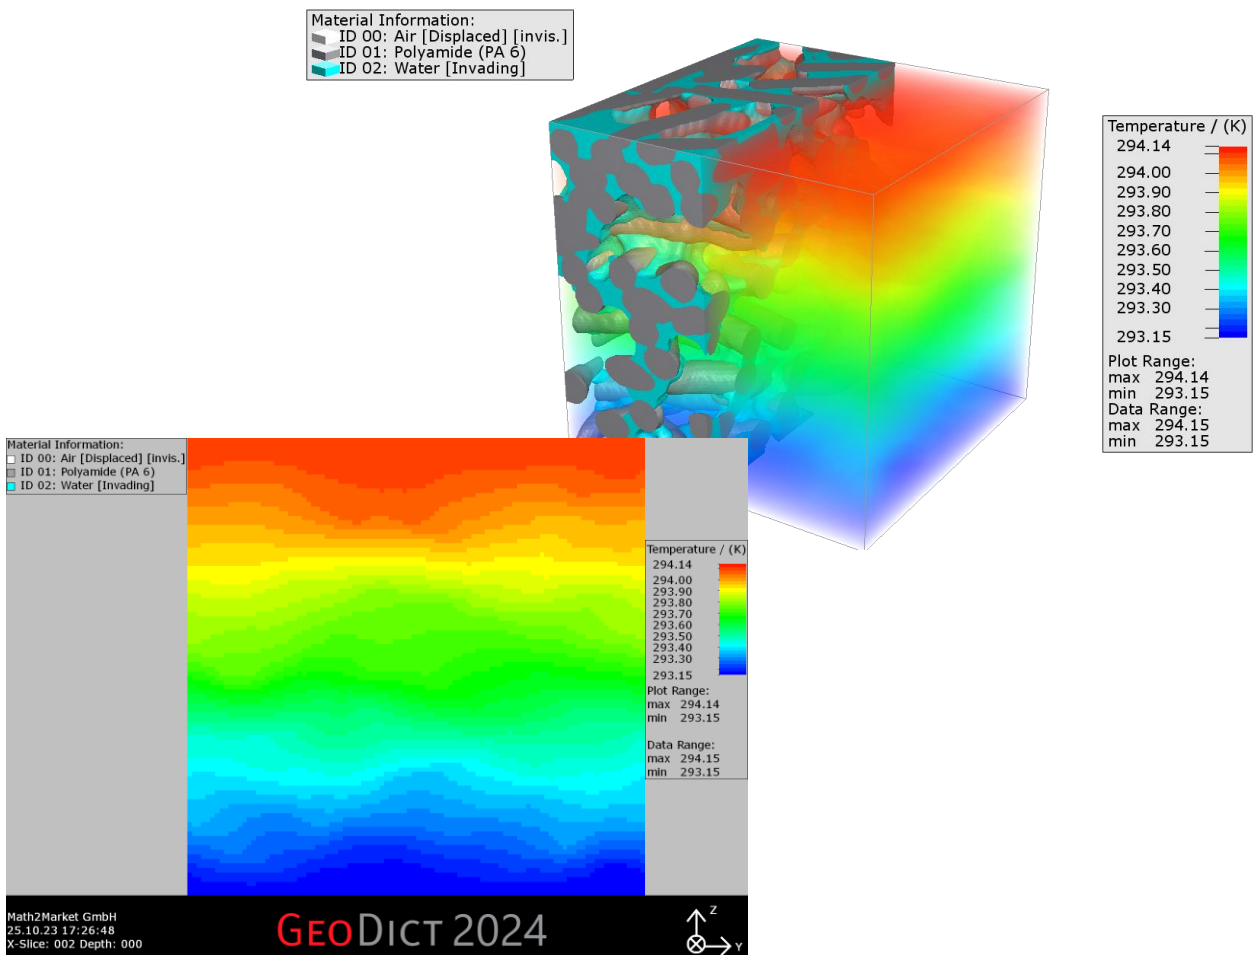 Material Information:
ID 00: Air [Displaced] [invis.]
ID 01: Polyamide (PA 6)
ID 02: Water [Invading]
Temperature / (K)
294.14
294.00
293.90
293.80
293.70
293.60
293.50
293.40
293.30
293.15
Plot Range:
max 294.14
min 293.15
Data Range:
max 294.15
min 293.15
Material Information:
ID 00: Air [Displaced] [invis.]
ID 01: Polyamide (PA 6)
ID 02: Water [Invading]
Temperature / (K)
294.14
294.00
293.90
293.80
293.70
293.60
293.50
293.40
293.30
293.15
Plot Range:
max 294.14
min 293.15
Data Range:
max 294.15
min 293.15
Math2Market GmbH
25.10.23 17:26:48
X-Slice: 002 Depth: 000
GEODICT 2024
Z
Y